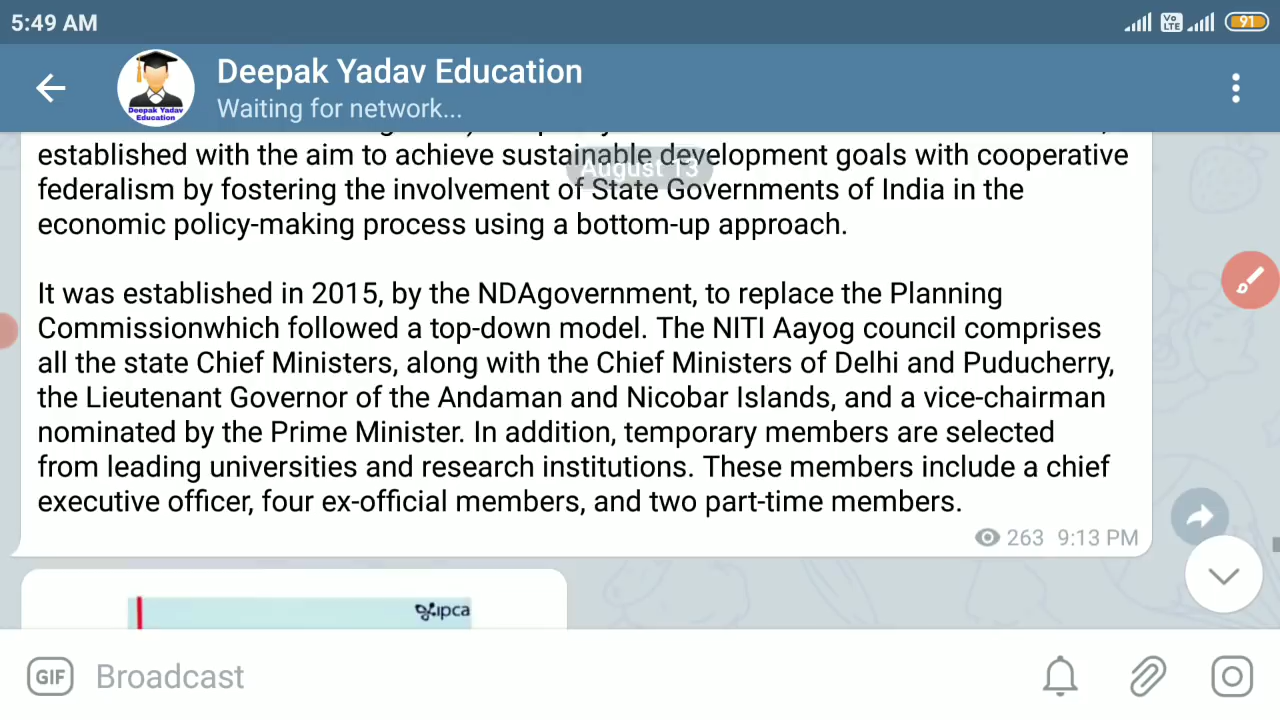 5:49 AM
Vo LTE
91
Deepak Yadav Education
Deepak Yadav
Education
Waiting for network...
August 13
established with the aim to achieve sustainable development goals with cooperative
federalism by fostering the involvement of State Governments of India in the
economic policy-making process using a bottom-up approach.
It was established in 2015, by the NDAgovernment, to replace the Planning
Commissionwhich followed a top-down model. The NITI Aayog council comprises
all the state Chief Ministers, along with the Chief Ministers of Delhi and Puducherry,
the Lieutenant Governor of the Andaman and Nicobar Islands, and a vice-chairman
nominated by the Prime Minister. In addition, temporary members are selected
from leading universities and research institutions. These members include a chief
executive officer, four ex-official members, and two part-time members.
263 9:13 PM
ipca
GIF Broadcast